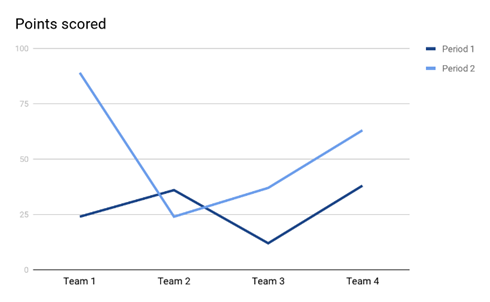 Points scored
100
75
50
25
0
Team 1
Team 2
Team 3
Team 4
Period 1
Period 2